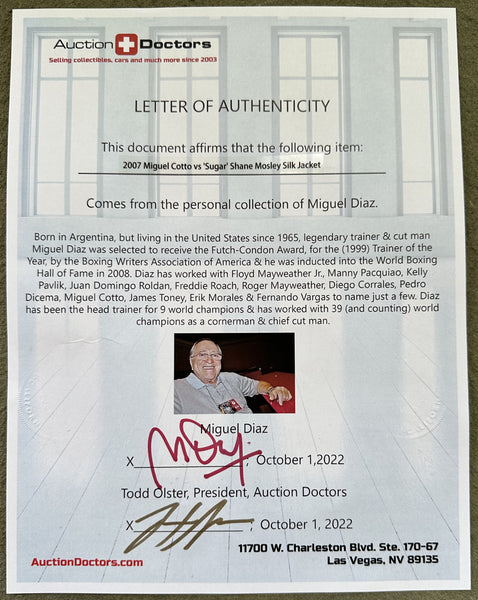 Auction Doctors
Selling collectibles, cars and much more since 2003
LETTER OF AUTHENTICITY
This document affirms that the following item:
2007 Miguel Cotto vs 'Sugar' Shane Mosley Silk Jacket
Comes from the personal collection of Miguel Diaz.
Born in Argentina, but living in the United States since 1965, legendary trainer & cut man
Miguel Diaz was selected to receive the Futch-Condon Award, for the (1999) Trainer of the
Year, by the Boxing Writers Association of America & he was inducted into the World Boxing
Hall of Fame in 2008. Diaz has worked with Floyd Mayweather Jr., Manny Pacquiao, Kelly
Pavlik, Juan Domingo Roldan, Freddie Roach, Roger Mayweather, Diego Corrales, Pedro
Dicema, Miguel Cotto, James Toney, Erik Morales & Fernando Vargas to name just a few. Diaz
has been the head trainer for 9 world champions & has worked with 39 (and counting) world
champions as a cornerman & chief cut man.
Miguel Diaz
X , October 1,2022
Todd Olster, President, Auction Doctors
X , October 1, 2022
11700 W. Charleston Blvd. Ste. 170-67
AuctionDoctors.com Las Vegas, NV 89135